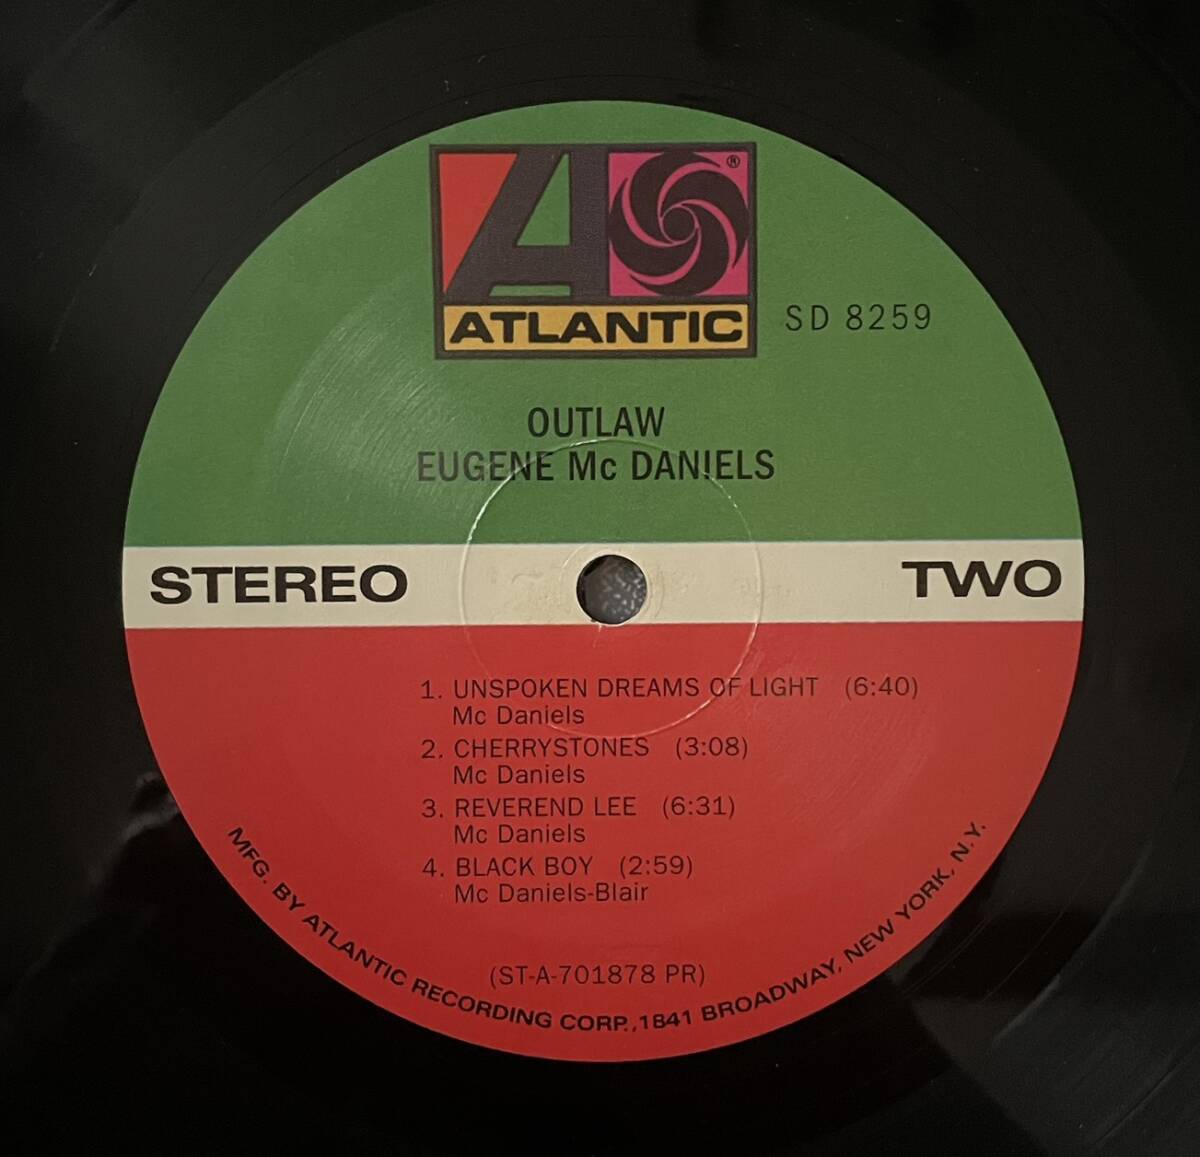 ®
ATLANTIC
SD 8259
OUTLAW
EUGENE Mc DANIELS
STEREO
TWO
1. UNSPOKEN DREAMS OF LIGHT (6:40)
Mc Daniels
2. CHERRYSTONES (3:08)
Mc Daniels
3. REVEREND LEE (6:31)
Mc Daniels
4. BLACK BOY (2:59)
Mc Daniels-Blair
(ST-A-701878 PR)
MFG. BY ATLANTIC RECORDING CORP., 1841 BROADWAY, NEW YORK, N.Y.